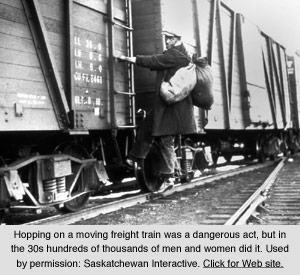 Hopping on a moving freight train was a dangerous act, but in
the 30s hundreds of thousands of men and women did it. Used
by permission: Saskatchewan Interactive. Click for Web site.